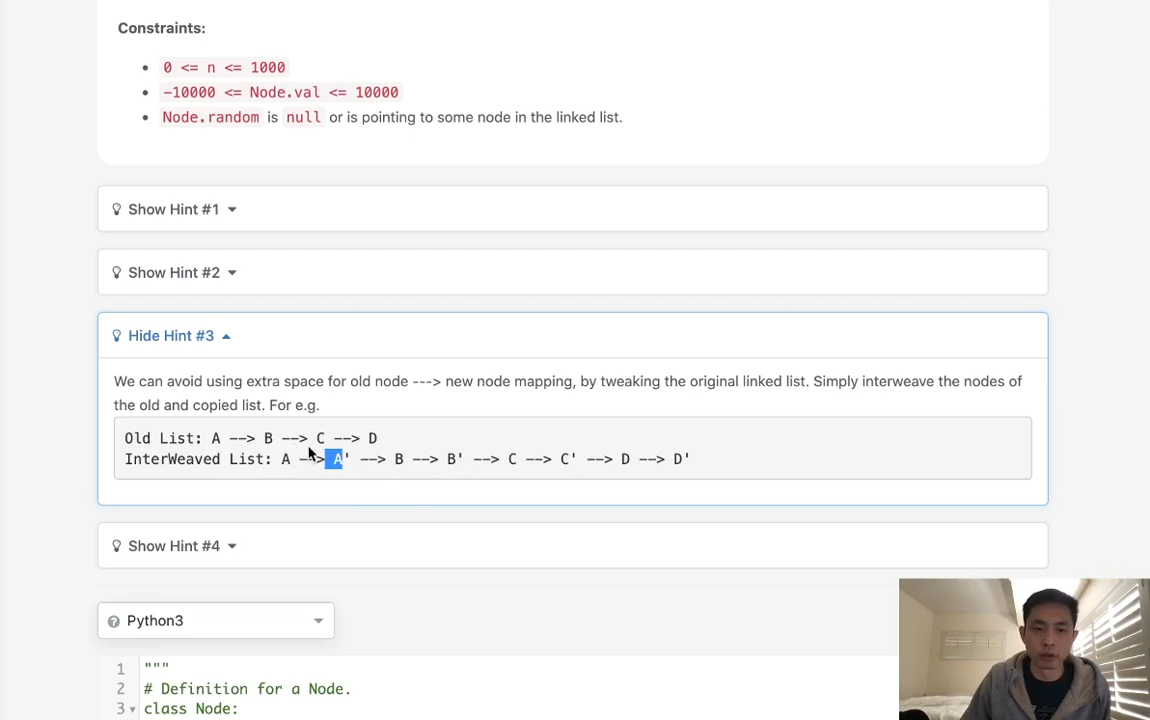 Constraints:
0 <= n <= 1000
-10000 <= Node.val <= 10000
Node.random is null or is pointing to some node in the linked list.
Show Hint #1
Show Hint #2
Hide Hint #3
We can avoid using extra space for old node ---> new node mapping, by tweaking the original linked list. Simply interweave the nodes of
the old and copied list. For e.g.
Old List: A --> B --> C --> D
InterWeaved List: A --> A' --> B --> B' --> C --> C' --> D --> D'
Show Hint #4
Python3
1 """
2 # Definition for a Node.
3 class Node: